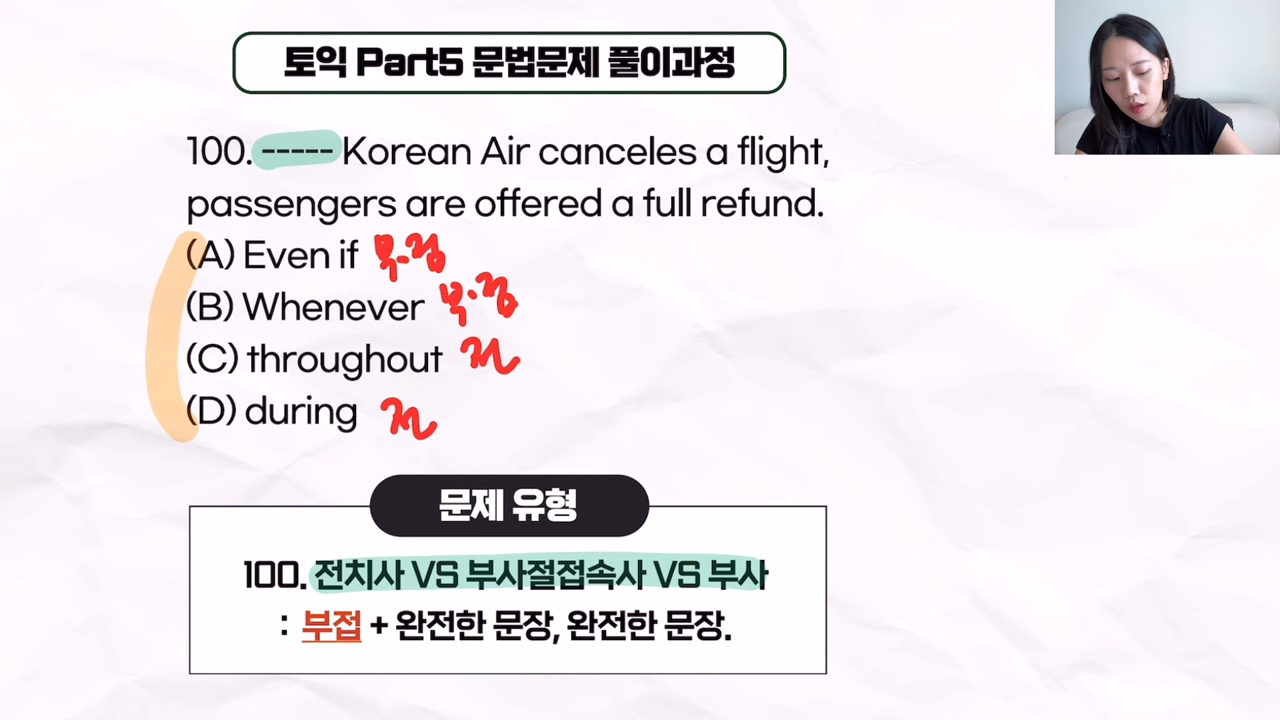 토익 Part5 문법문제 풀이과정
100. ----- Korean Air canceles a flight,
passengers are offered a full refund.
(A) Even if 부.접
(B) Whenever 부.접
(C) throughout 전
(D) during 전
문제 유형
100. 전치사 VS 부사절접속사 VS 부사
: 부접 + 완전한 문장, 완전한 문장.